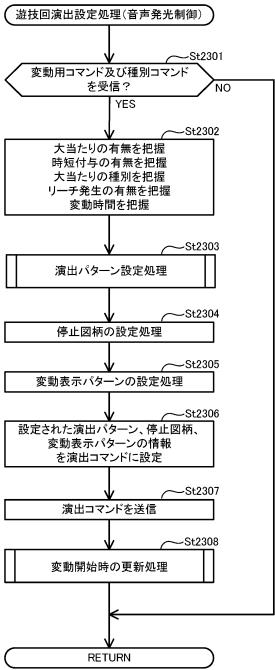 遊技回演出設定処理(音声発光制御)
St2301
変動用コマンド及び種別コマンド
を受信?
NO
YES
St2302
大当たりの有無を把握
時短付与の有無を把握
大当たりの種別を把握
リーチ発生の有無を把握
変動時間を把握
St2303
演出パターン設定処理
St2304
停止図柄の設定処理
St2305
変動表示パターンの設定処理
St2306
設定された演出パターン、停止図柄、
変動表示パターンの情報
を演出コマンドに設定
St2307
演出コマンドを送信
St2308
変動開始時の更新処理
RETURN